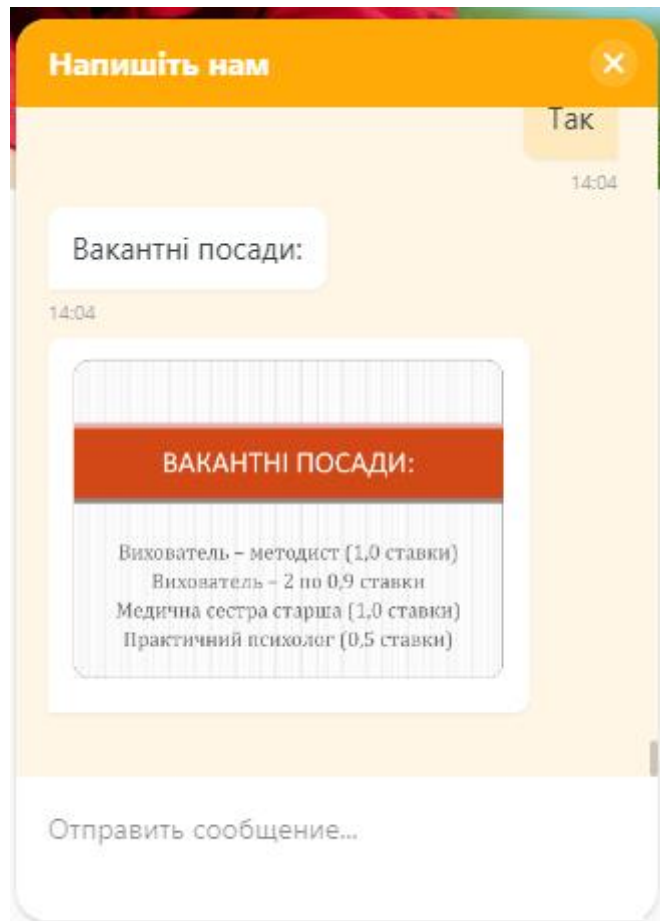 Напишіть нам
Так
14:04
Вакантні посади:
14:04
ВАКАНТНІ ПОСАДИ:
Вихователь – методист (1,0 ставки)
Вихователь – 2 по 0,9 ставки
Медична сестра старша (1,0 ставки)
Практичний психолог (0,5 ставки)
Отправить сообщение...